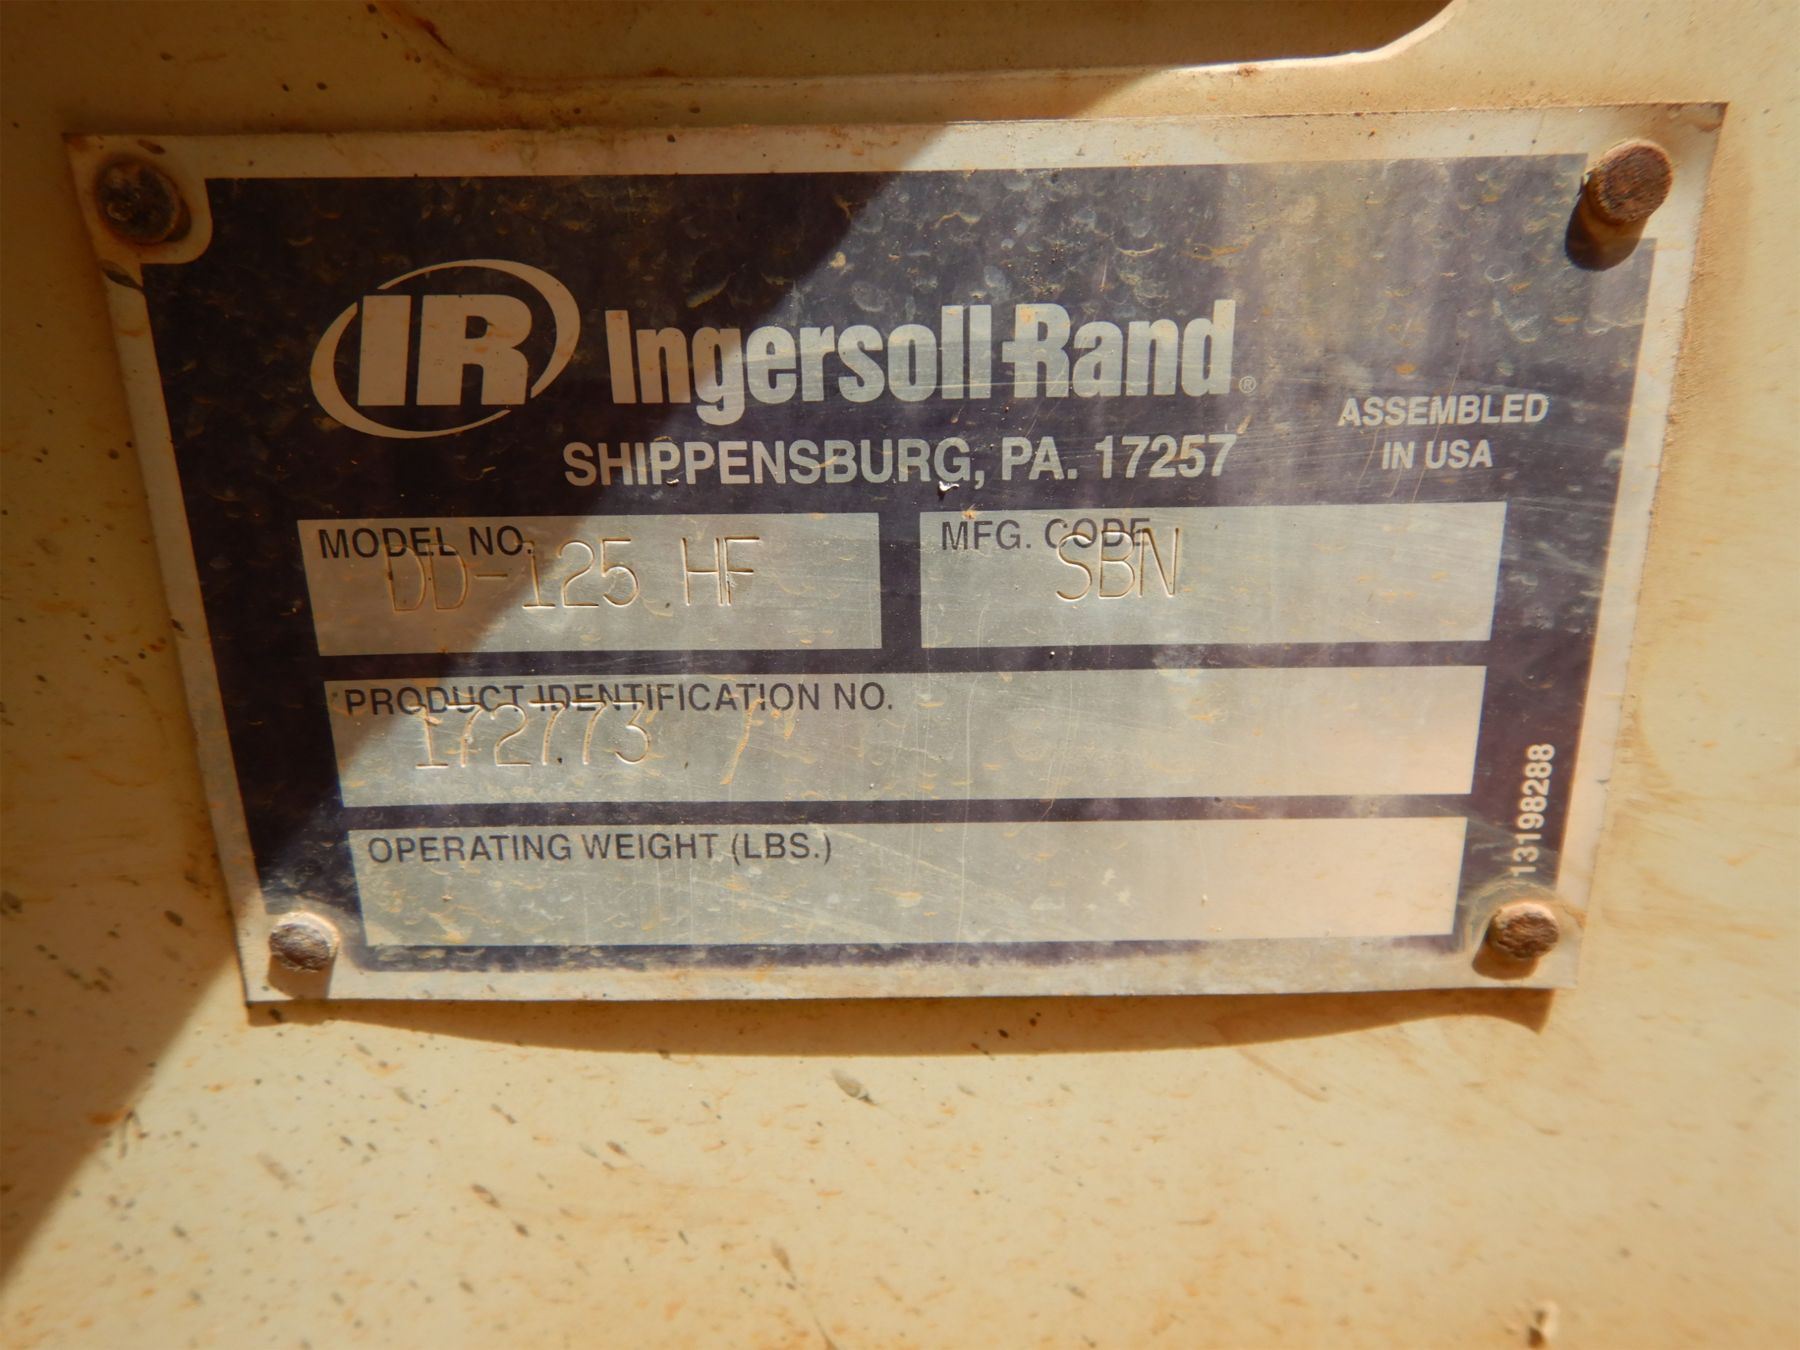 IR Ingersoll-Rand®
SHIPPENSBURG, PA. 17257
ASSEMBLED
IN USA
MODEL NO.
DD-125 HF
MFG. CODE
SBN
PRODUCT IDENTIFICATION NO.
172773
OPERATING WEIGHT (LBS.)
13198288